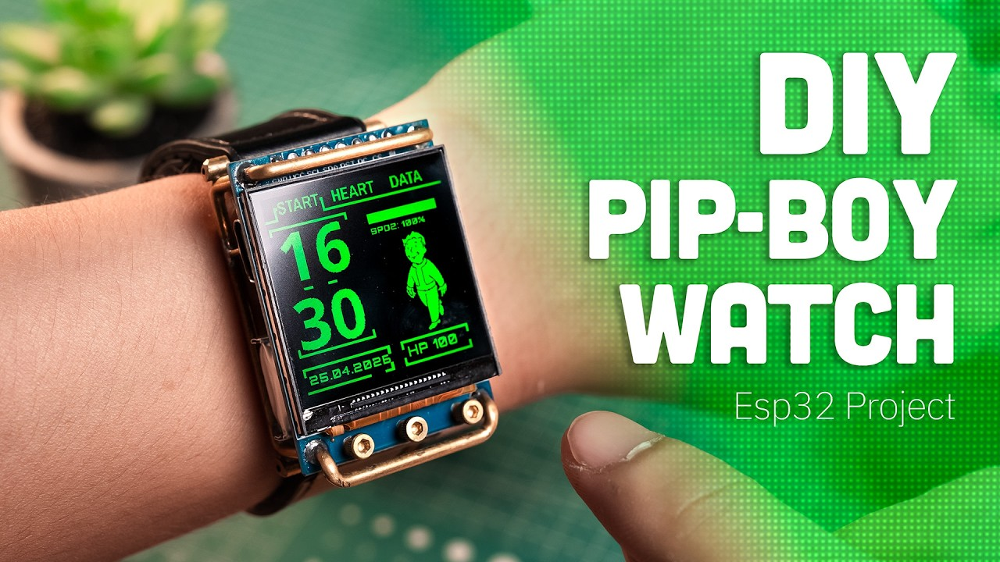 DIY
PIP-BOY
WATCH
Esp32 Project
START HEART DATA
SPO2: 100%
16
30
25.04.2025
HP 100